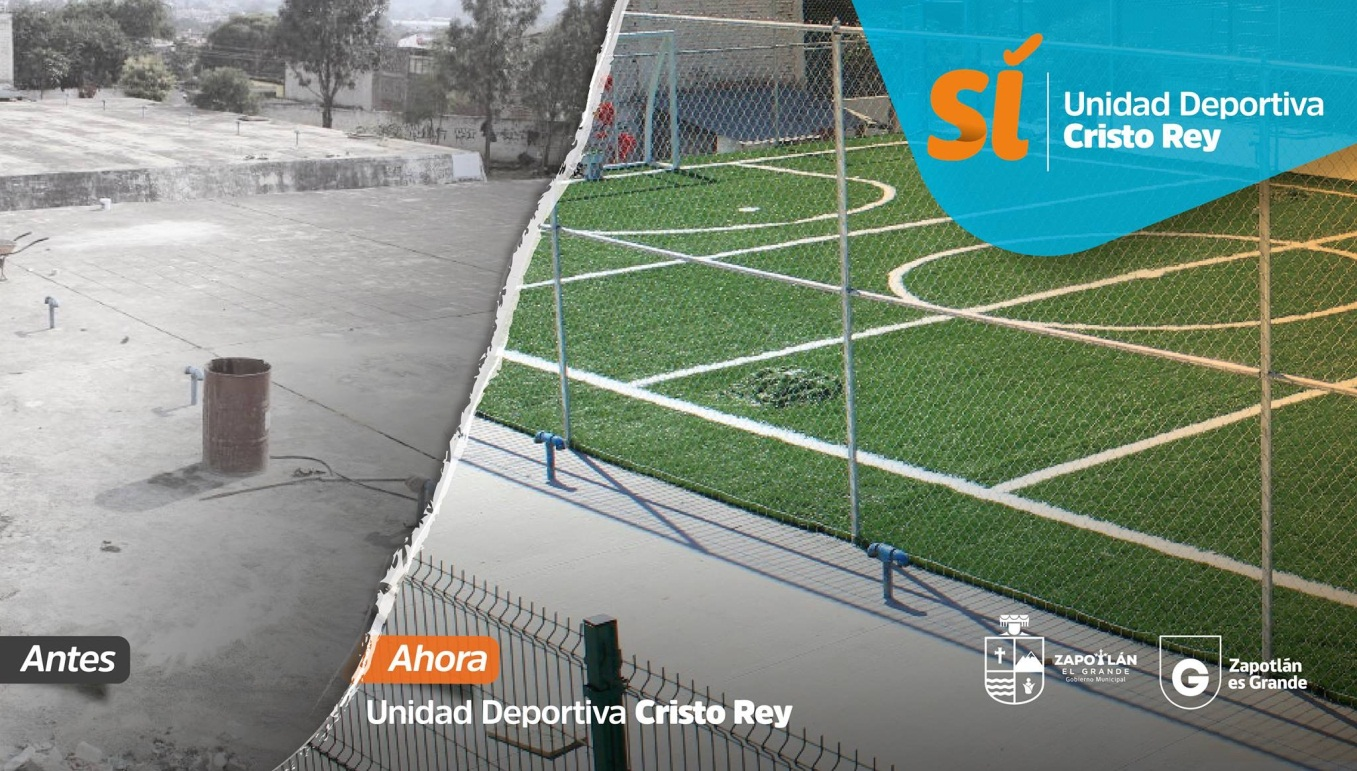 SÍ
Unidad Deportiva
Cristo Rey
Antes
Ahora
Unidad Deportiva Cristo Rey
ZAPOTLÁN
EL GRANDE
Gobierno Municipal
G
Zapotlán
es Grande